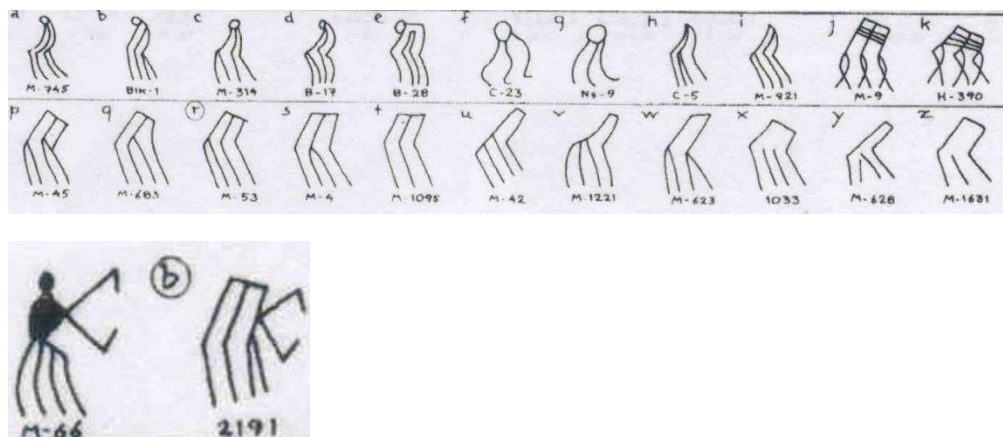 a b c d e f g h i j k
M-745 BIK-1 M-314 B-17 B-28 C-23 NS-9 C-5 M-921 M-9 H-390
p q r s t u v w x y z
M-45 M-683 M-53 M-4 M-1095 M-42 M-1221 M-623 1033 M-628 M-1681
b
M-66 2191